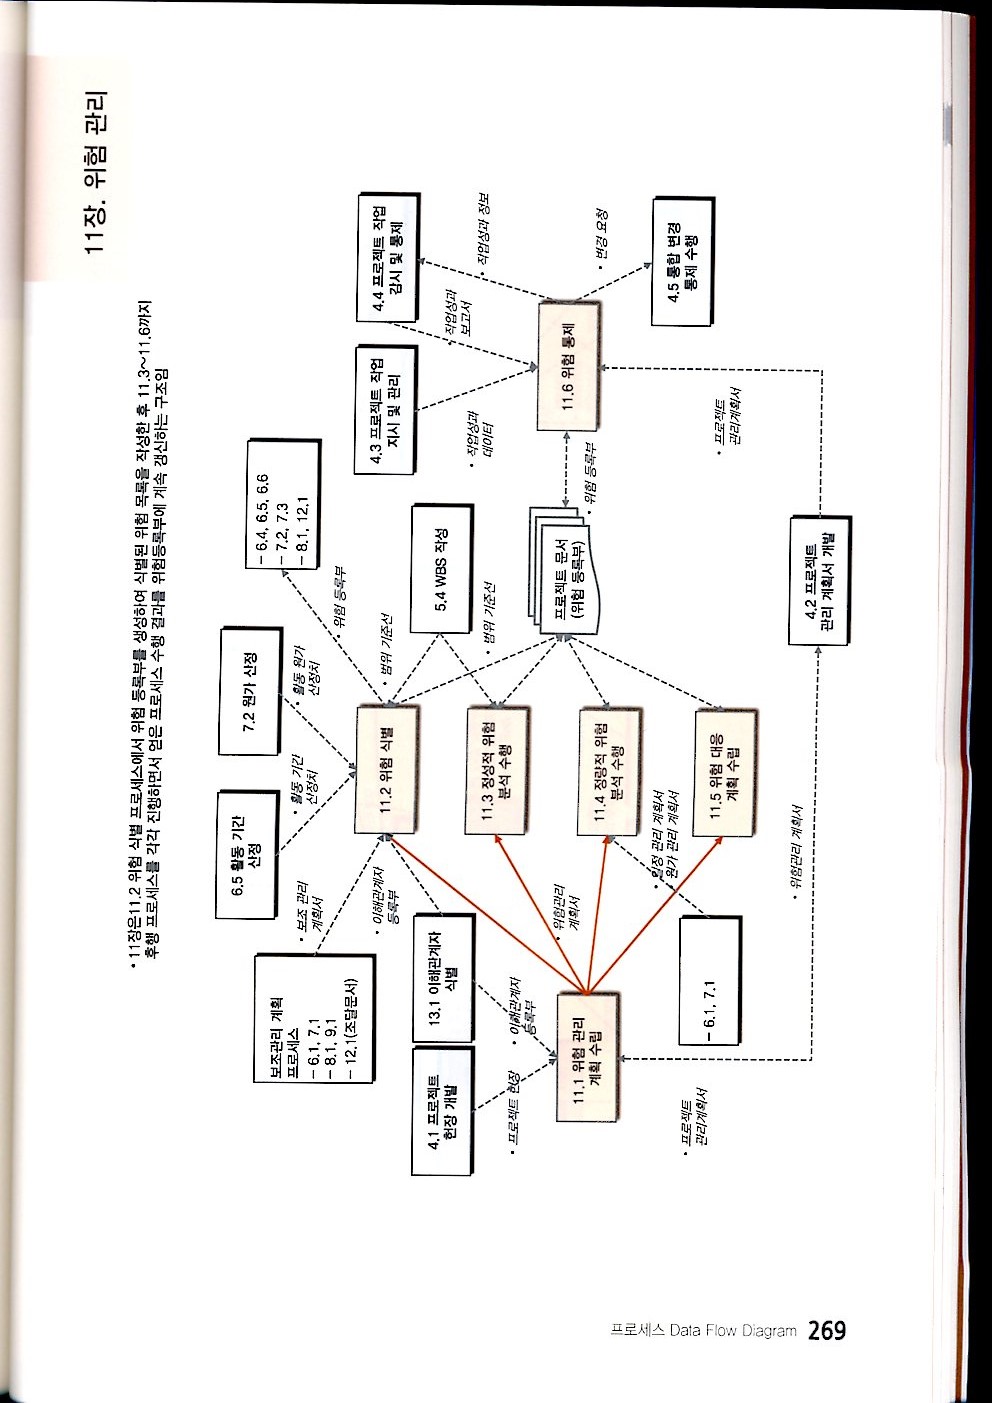 11장. 위험 관리
• 11장은 11.2 위험 식별 프로세스에서 위험 등록부를 생성하여 식별된 위험 목록을 작성한 후 11.3~11.6까지
후행 프로세스를 각각 진행하면서 얻은 프로세스 수행 결과를 위험등록부에 계속 갱신하는 구조임
6.5 활동 기간
산정
7.2 원가 산정
- 6.4, 6.5, 6.6
- 7.2, 7.3
- 8.1, 12.1
보조관리 계획
프로세스
- 6.1, 7.1
- 8.1, 9.1
- 12.1(조달문서)
• 보조 관리
계획서
• 활동 기간
산정치
• 활동 원가
산정치
• 위험 등록부
11.2 위험 식별
• 이해관계자
등록부
• 범위 기준선
4.3 프로젝트 작업
지시 및 관리
4.4 프로젝트 작업
감시 및 통제
4.1 프로젝트
헌장 개발
13.1 이해관계자
식별
5.4 WBS 작성
• 작업성과
데이터
• 작업성과
보고서
• 작업성과 정보
• 프로젝트 헌장
• 이해관계자
등록부
11.3 정성적 위험
분석 수행
• 범위 기준선
11.1 위험 관리
계획 수립
• 위험관리
계획서
프로젝트 문서
(위험 등록부)
• 위험 등록부
11.6 위험 통제
• 변경 요청
11.4 정량적 위험
분석 수행
• 일정 관리 계획서
원가 관리 계획서
4.5 통합 변경
통제 수행
- 6.1, 7.1
11.5 위험 대응
계획 수립
• 프로젝트
관리계획서
• 프로젝트
관리계획서
• 위험관리 계획서
4.2 프로젝트
관리 계획서 개발
프로세스 Data Flow Diagram 269